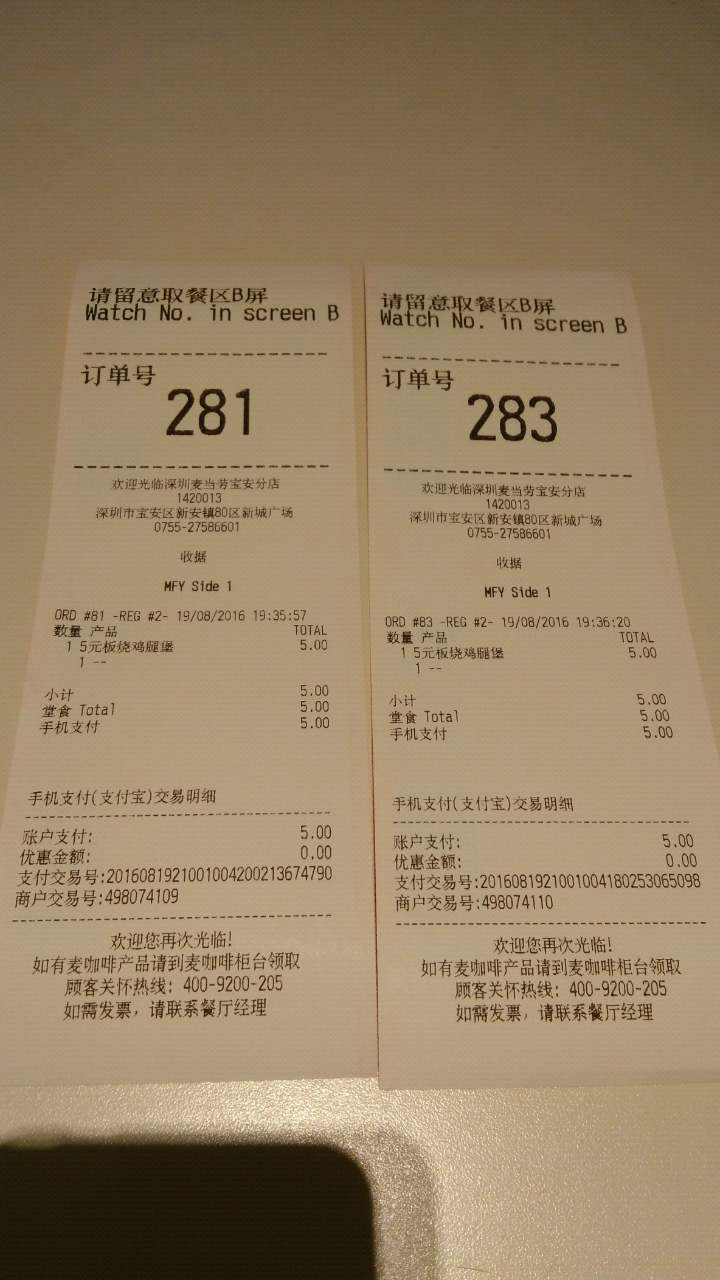 请留意取餐区B屏
Watch No. in screen B
订单号
281
欢迎光临深圳麦当劳宝安分店
1420013
深圳市宝安区新安镇80区新城广场
0755-27586601
收据
MFY Side 1
ORD #81 -REG #2- 19/08/2016 19:35:57
数量 产品 TOTAL
1 5元板烧鸡腿堡 5.00
1 --
小计 5.00
堂食 Total 5.00
手机支付 5.00
手机支付(支付宝)交易明细
账户支付: 5.00
优惠金额: 0.00
支付交易号:2016081921001004200213674790
商户交易号:498074109
欢迎您再次光临!
如有麦咖啡产品请到麦咖啡柜台领取
顾客关怀热线: 400-9200-205
如需发票，请联系餐厅经理
请留意取餐区B屏
Watch No. in screen B
订单号
283
欢迎光临深圳麦当劳宝安分店
1420013
深圳市宝安区新安镇80区新城广场
0755-27586601
收据
MFY Side 1
ORD #83 -REG #2- 19/08/2016 19:36:20
数量 产品 TOTAL
1 5元板烧鸡腿堡 5.00
1 --
小计 5.00
堂食 Total 5.00
手机支付 5.00
手机支付(支付宝)交易明细
账户支付: 5.00
优惠金额: 0.00
支付交易号:2016081921001004180253065098
商户交易号:498074110
欢迎您再次光临!
如有麦咖啡产品请到麦咖啡柜台领取
顾客关怀热线: 400-9200-205
如需发票，请联系餐厅经理